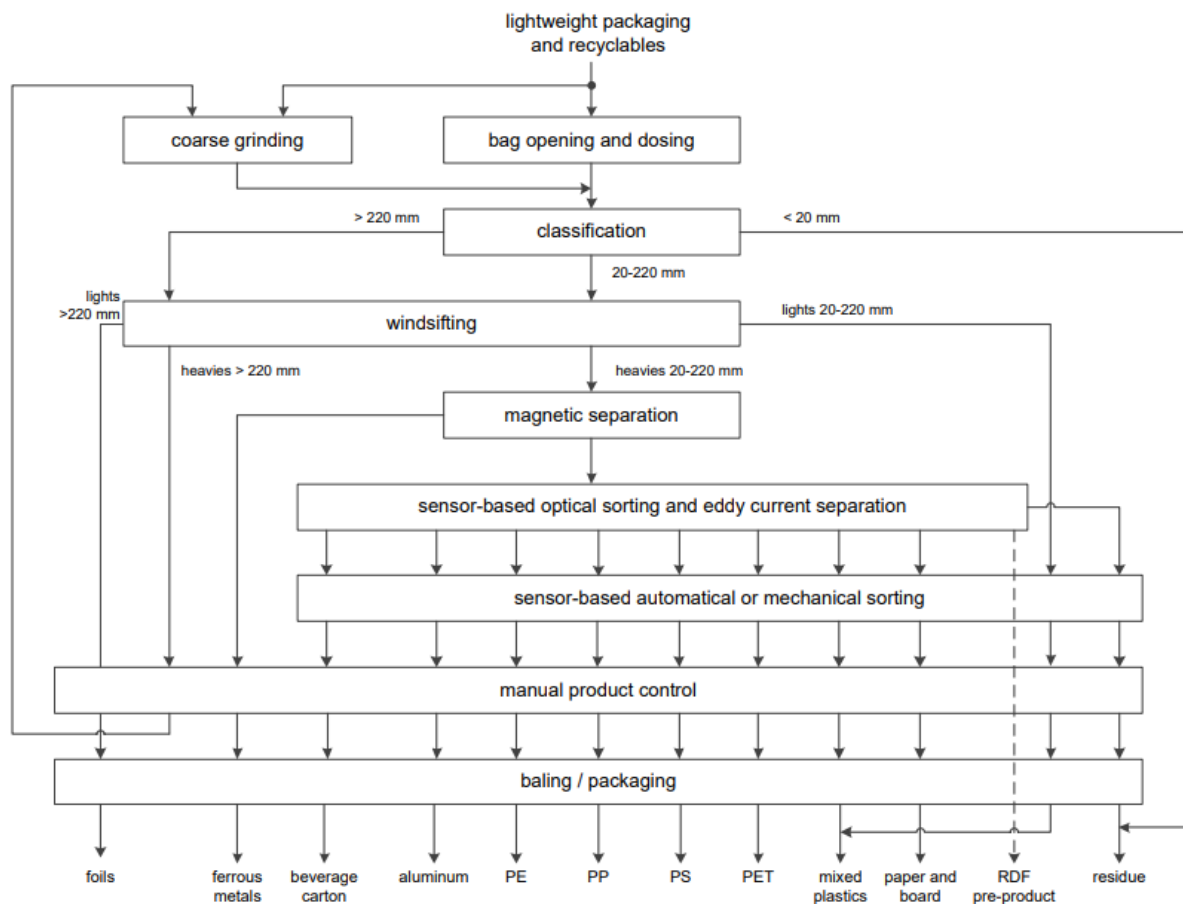 lightweight packaging
and recyclables
coarse grinding
bag opening and dosing
> 220 mm
classification
< 20 mm
20-220 mm
lights
>220 mm
windsifting
lights 20-220 mm
heavies > 220 mm
heavies 20-220 mm
magnetic separation
sensor-based optical sorting and eddy current separation
sensor-based automatical or mechanical sorting
manual product control
baling / packaging
foils
ferrous
metals
beverage
carton
aluminum
PE
PP
PS
PET
mixed
plastics
paper and
board
RDF
pre-product
residue